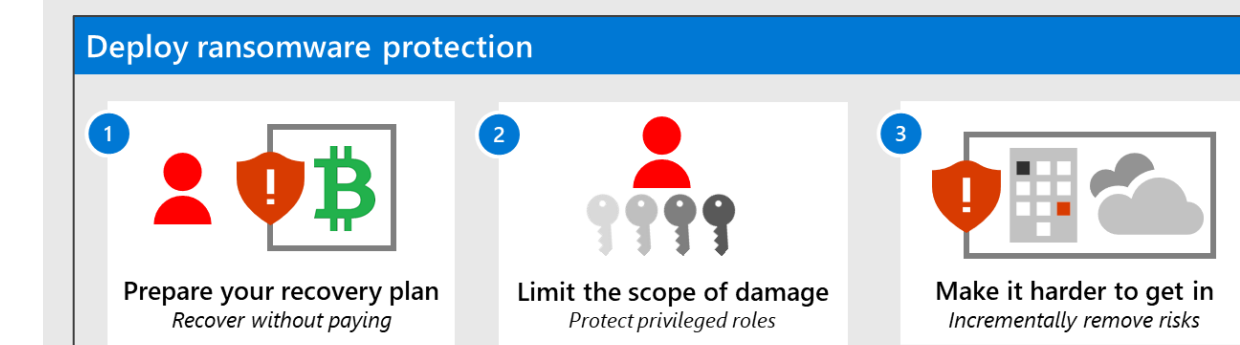 Deploy ransomware protection
1
Prepare your recovery plan
Recover without paying
2
Limit the scope of damage
Protect privileged roles
3
Make it harder to get in
Incrementally remove risks